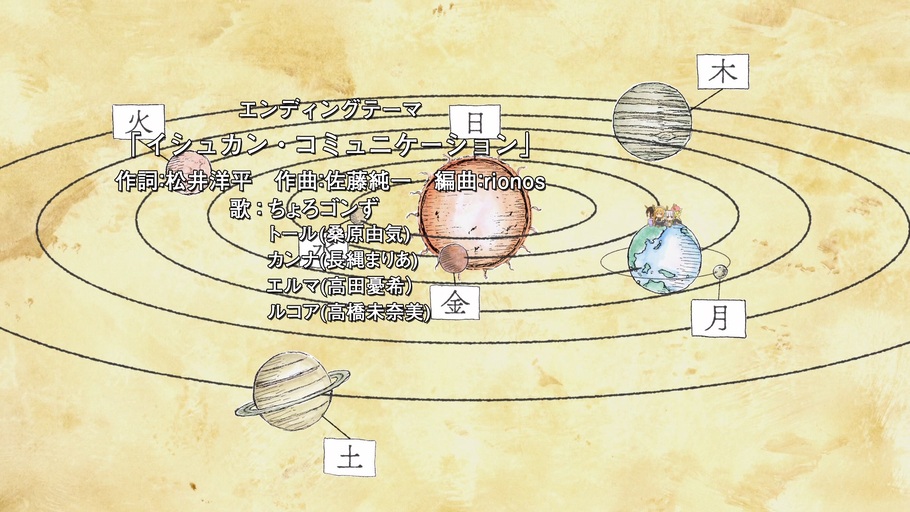 木
火
エンディングテーマ
日
「イシュカン・コミュニケーション」
作詞:松井洋平 作曲:佐藤純一 編曲:rionos
歌:ちょろゴンず
トール(桑原由気)
カンナ(長縄まりあ)
エルマ(高田憂希)
ルコア(高橋未奈美)
金
月
土